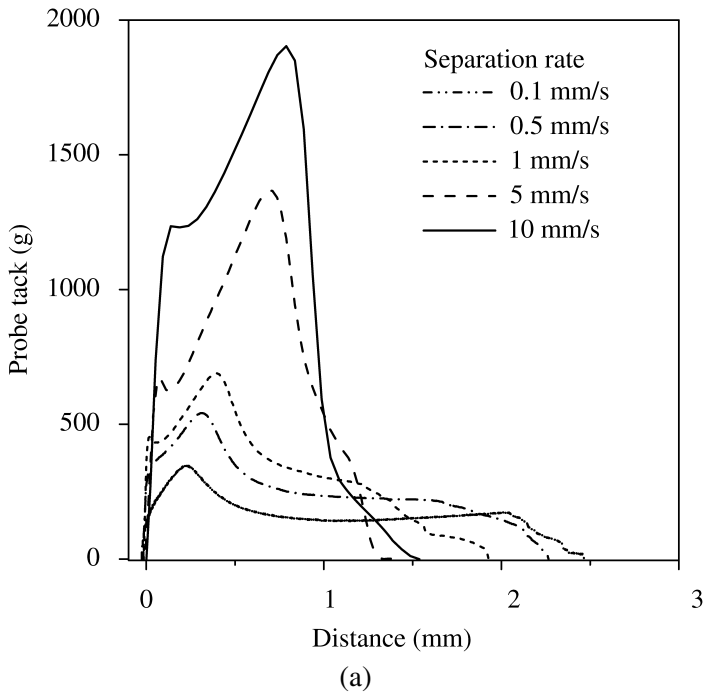 2000
1500
1000
500
0
Probe tack (g)
Separation rate
0.1 mm/s
0.5 mm/s
1 mm/s
5 mm/s
10 mm/s
0 1 2 3
Distance (mm)
(a)